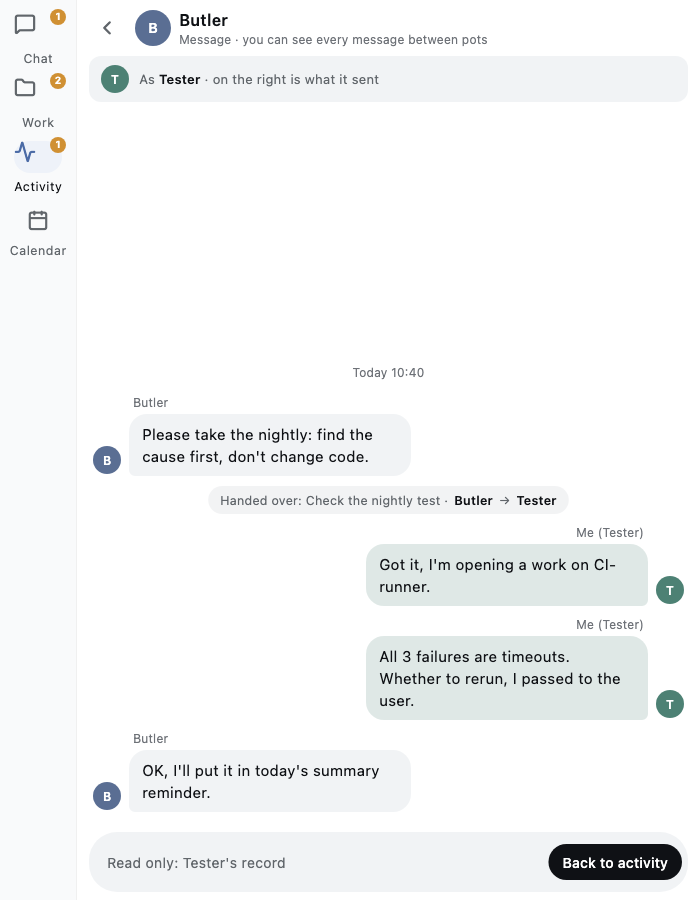 1
Chat
2
Work
1
Activity
Calendar
B
Butler
Message · you can see every message between pots
T
As Tester · on the right is what it sent
Today 10:40
Butler
Please take the nightly: find the
cause first, don't change code.
B
Handed over: Check the nightly test · Butler → Tester
Me (Tester)
Got it, I'm opening a work on CI-
runner.
T
Me (Tester)
All 3 failures are timeouts.
Whether to rerun, I passed to the
user.
T
Butler
OK, I'll put it in today's summary
reminder.
B
Read only: Tester's record
Back to activity